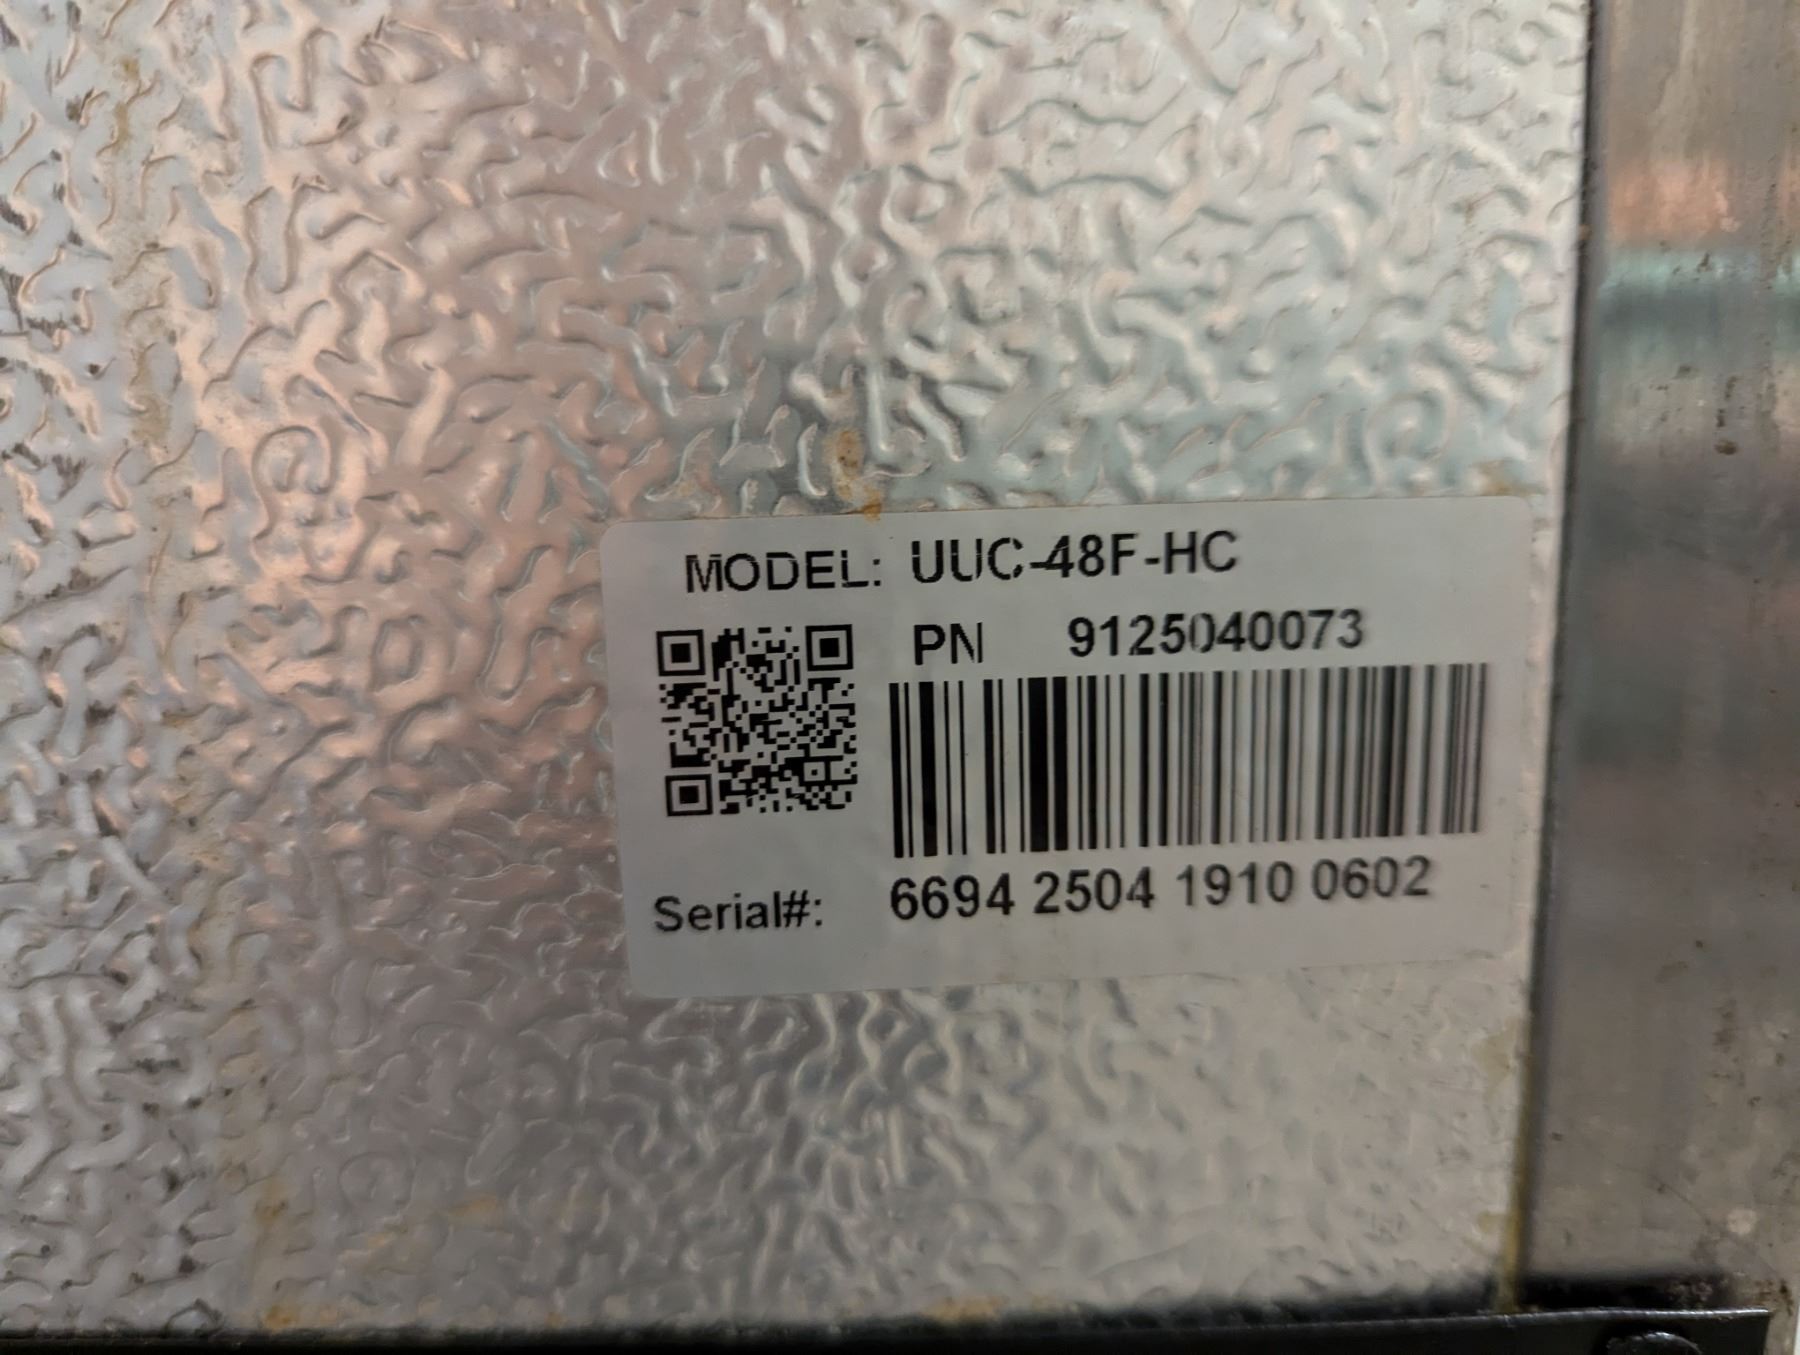 MODEL: UUC-48F-HC
PN 9125040073
Serial#: 6694 2504 1910 0602